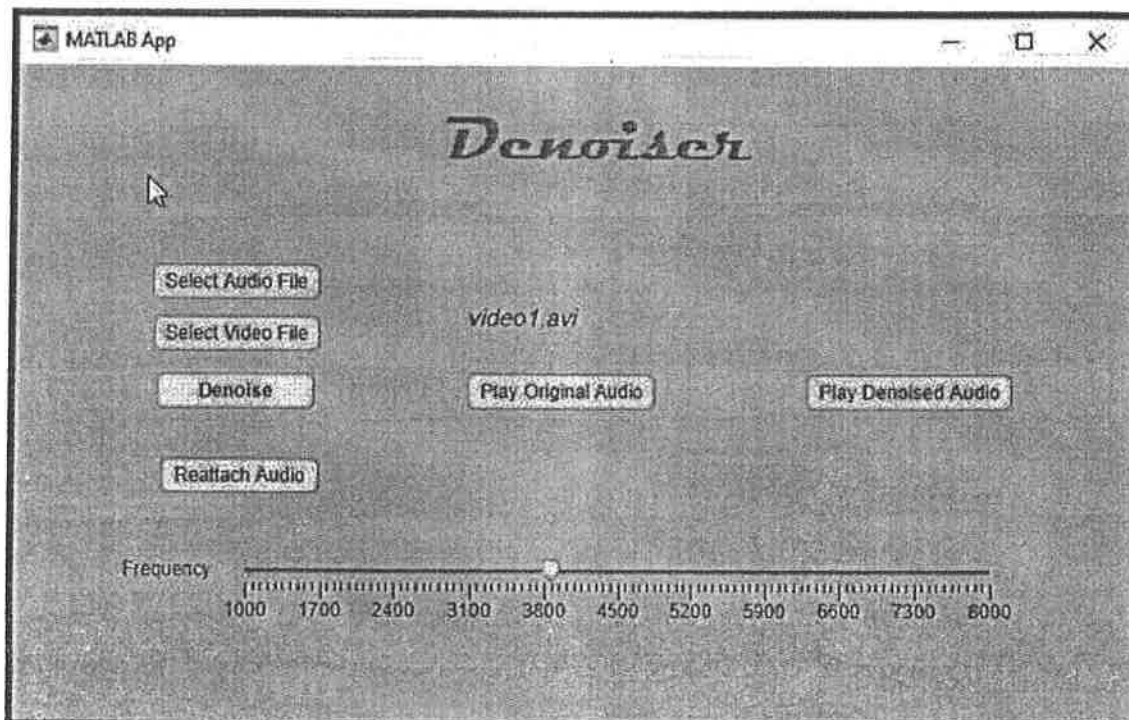 MATLAB App
Denoiser
Select Audio File
Select Video File
video1.avi
Denoise Play Original Audio Play Denoised Audio
Reattach Audio
Frequency
1000 1700 2400 3100 3800 4500 5200 5900 6600 7300 8000